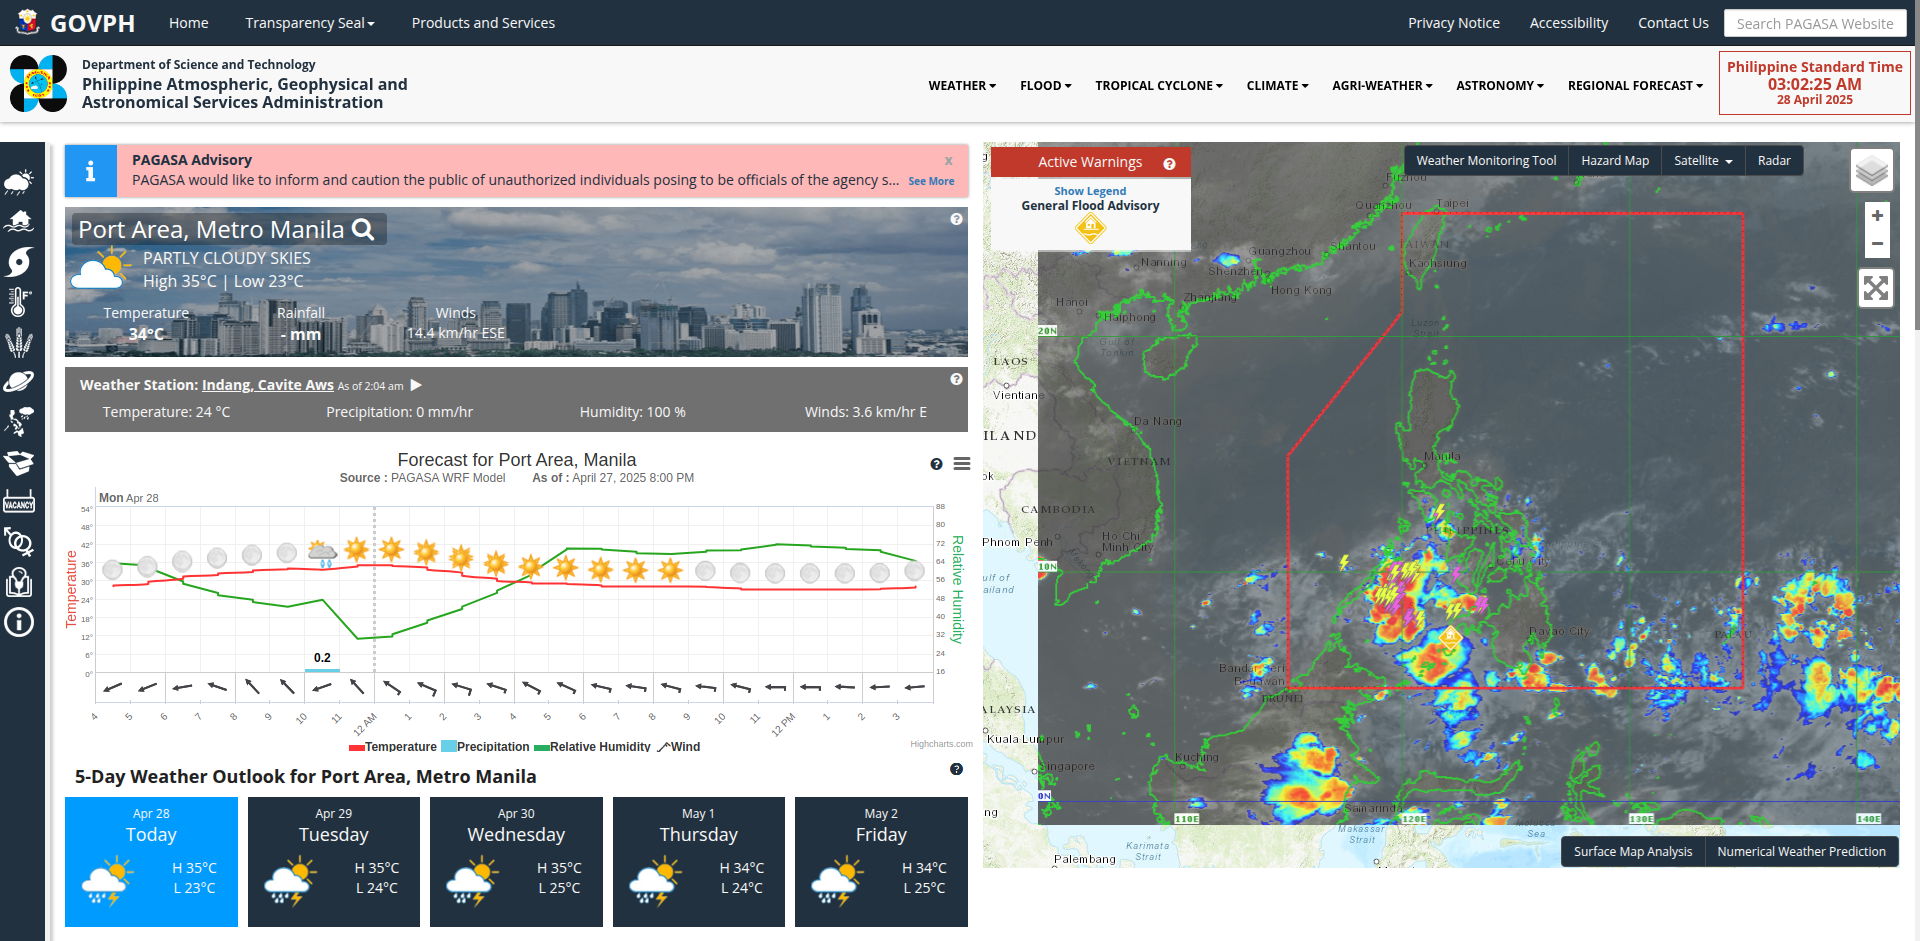 GOVPH
Home
Transparency Seal
Products and Services
Privacy Notice
Accessibility
Contact Us
Search PAGASA Website
Department of Science and Technology
Philippine Atmospheric, Geophysical and
Astronomical Services Administration
WEATHER
FLOOD
TROPICAL CYCLONE
CLIMATE
AGRI-WEATHER
ASTRONOMY
REGIONAL FORECAST
Philippine Standard Time
03:02:25 AM
28 April 2025
VACANCY
PAGASA Advisory
x
PAGASA would like to inform and caution the public of unauthorized individuals posing to be officials of the agency s... See More
Port Area, Metro Manila
PARTLY CLOUDY SKIES
High 35°C | Low 23°C
Temperature
34°C
Rainfall
- mm
Winds
14.4 km/hr ESE
Weather Station: Indang, Cavite Aws As of 2:04 am
Temperature: 24 °C
Precipitation: 0 mm/hr
Humidity: 100 %
Winds: 3.6 km/hr E
Forecast for Port Area, Manila
Source : PAGASA WRF Model As of : April 27, 2025 8:00 PM
Mon Apr 28
54°
48°
42°
36°
30°
24°
18°
12°
6°
0°
Temperature
88
80
72
64
56
48
40
32
24
16
Relative Humidity
0.2
4 5 6 7 8 9 10 11 12 AM 1 2 3 4 5 6 7 8 9 10 11 12 PM 1 2 3
Temperature Precipitation Relative Humidity Wind
Highcharts.com
5-Day Weather Outlook for Port Area, Metro Manila
Apr 28
Today
H 35°C
L 23°C
Apr 29
Tuesday
H 35°C
L 24°C
Apr 30
Wednesday
H 35°C
L 25°C
May 1
Thursday
H 34°C
L 24°C
May 2
Friday
H 34°C
L 25°C
Active Warnings
Show Legend
General Flood Advisory
Weather Monitoring Tool
Hazard Map
Satellite
Radar
+
−
Fuzhou
Quanzhou
Taipei
TAIWAN
Kaohsiung
Shantou
Guangzhou
Shenzhen
Hong Kong
Nanning
Zhanjiang
Hanoi
Haiphong
20N
Gulf of
Tonkin
Luzon
Strait
LAOS
Vientiane
ILAND
Da Nang
VIETNAM
Manila
CAMBODIA
PHILIPPINES
Phnom Penh
Ho Chi
Minh City
10N
ulf of
ailand
Davao City
PALAU
Bandar Seri
Begawan
BRUNEI
ALAYSIA
Kuala Lumpur
Kuching
Singapore
0N
ng
Samarinda
110E
120E
130E
140E
Makassar
Strait
Molucca
Sea
Karimata
Strait
Palembang
Surface Map Analysis
Numerical Weather Prediction